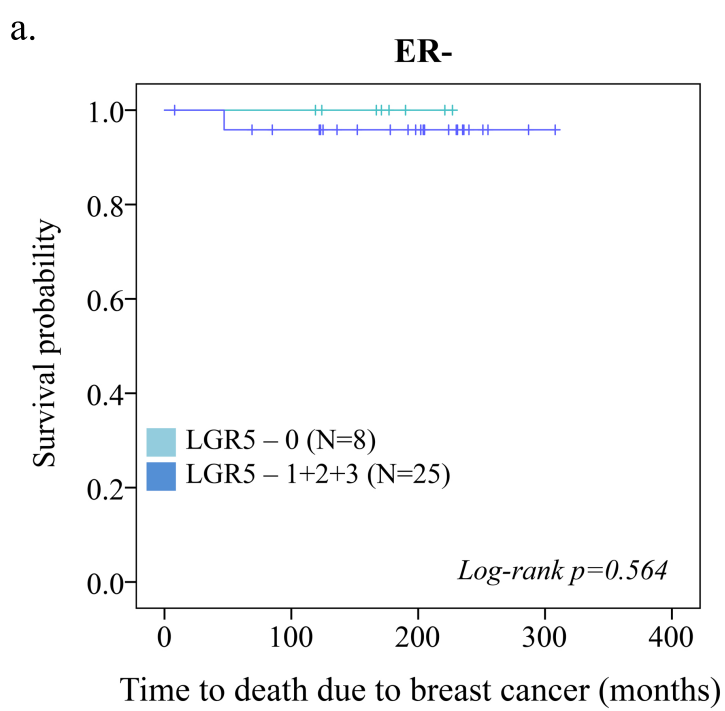 a.
ER-
Survival probability
1.0
0.8
0.6
0.4
0.2
0.0
LGR5 – 0 (N=8)
LGR5 – 1+2+3 (N=25)
Log-rank p=0.564
0 100 200 300 400
Time to death due to breast cancer (months)